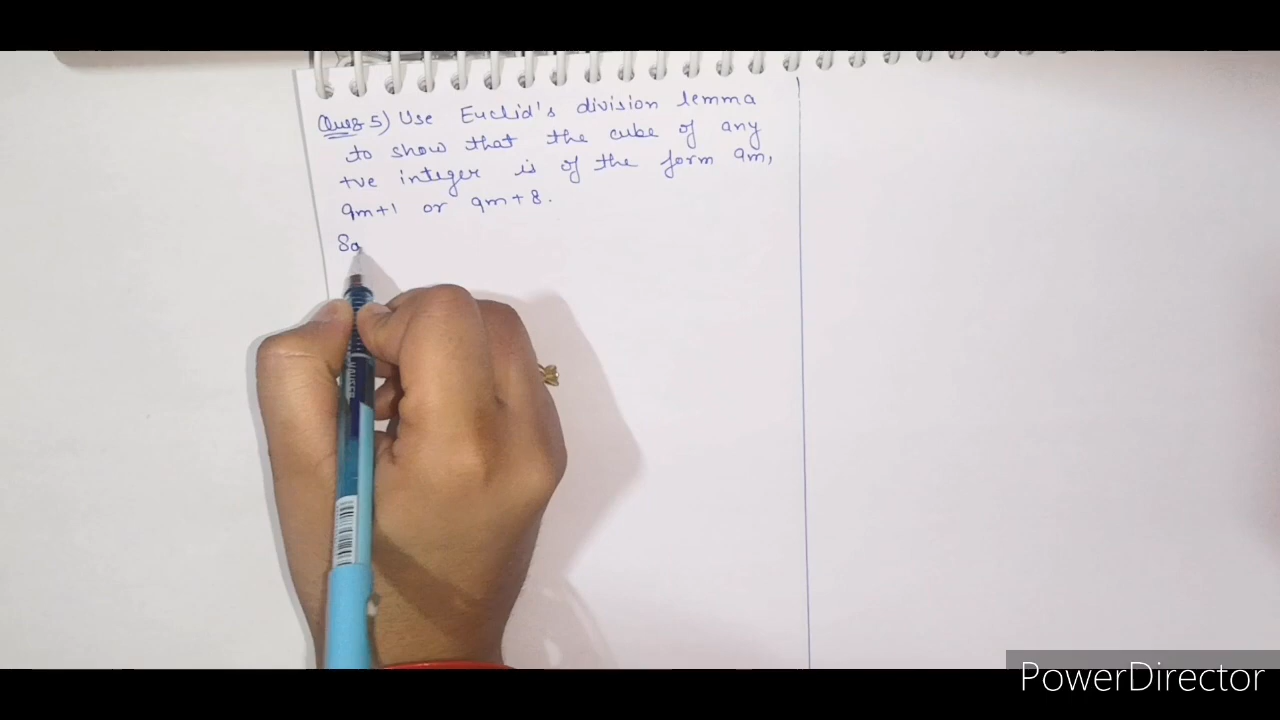 Ques 5) Use Euclid's division lemma
to show that the cube of any
+ve integer is of the form 9m,
9m+1 or 9m+8.
So
PowerDirector